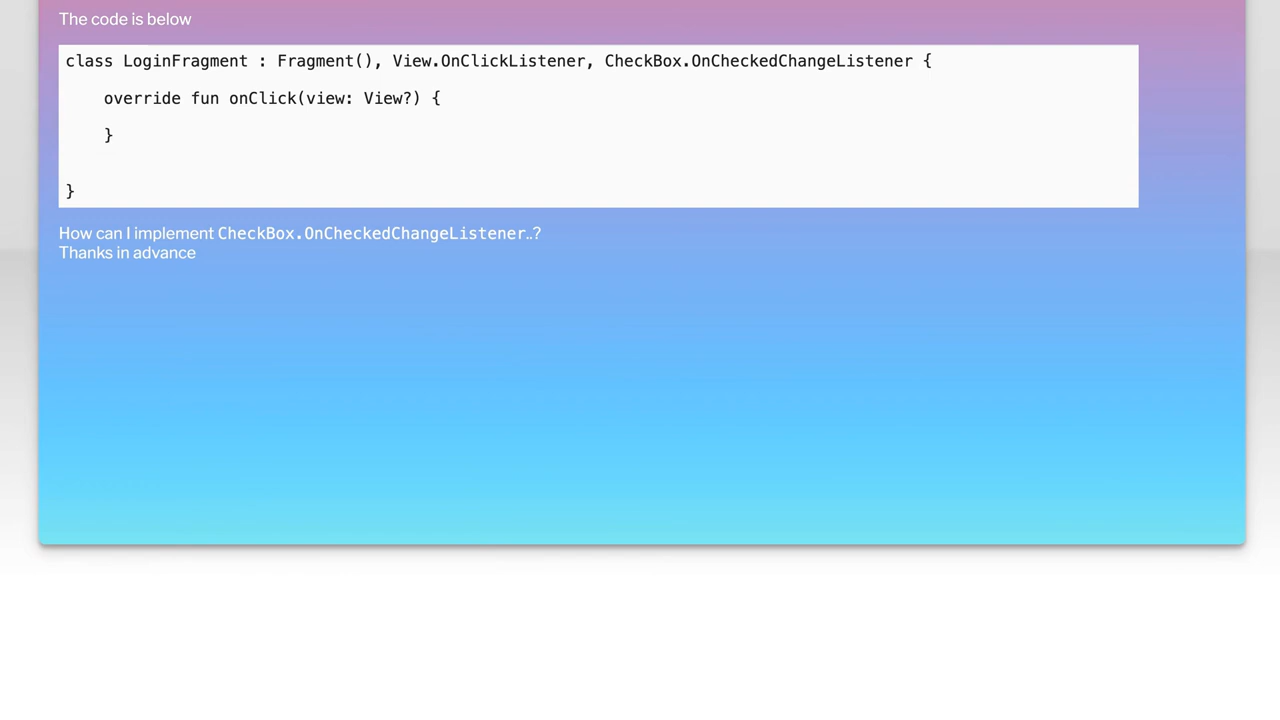 The code is below
class LoginFragment : Fragment(), View.OnClickListener, CheckBox.OnCheckedChangeListener {
override fun onClick(view: View?) {
}
}
How can I implement CheckBox.OnCheckedChangeListener..?
Thanks in advance